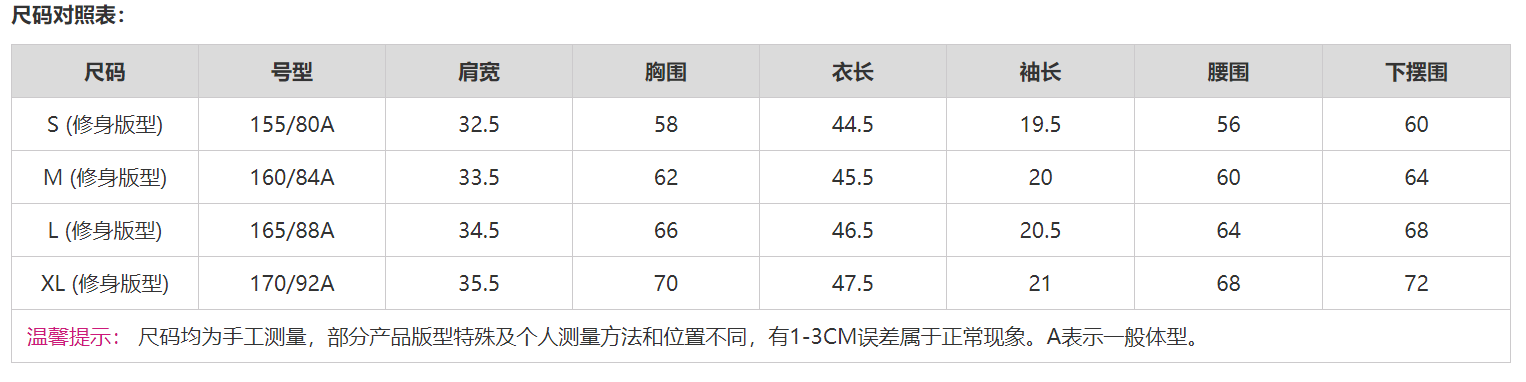 尺码对照表：
尺码 号型 肩宽 胸围 衣长 袖长 腰围 下摆围
S (修身版型) 155/80A 32.5 58 44.5 19.5 56 60
M (修身版型) 160/84A 33.5 62 45.5 20 60 64
L (修身版型) 165/88A 34.5 66 46.5 20.5 64 68
XL (修身版型) 170/92A 35.5 70 47.5 21 68 72
温馨提示： 尺码均为手工测量，部分产品版型特殊及个人测量方法和位置不同，有1-3CM误差属于正常现象。A表示一般体型。